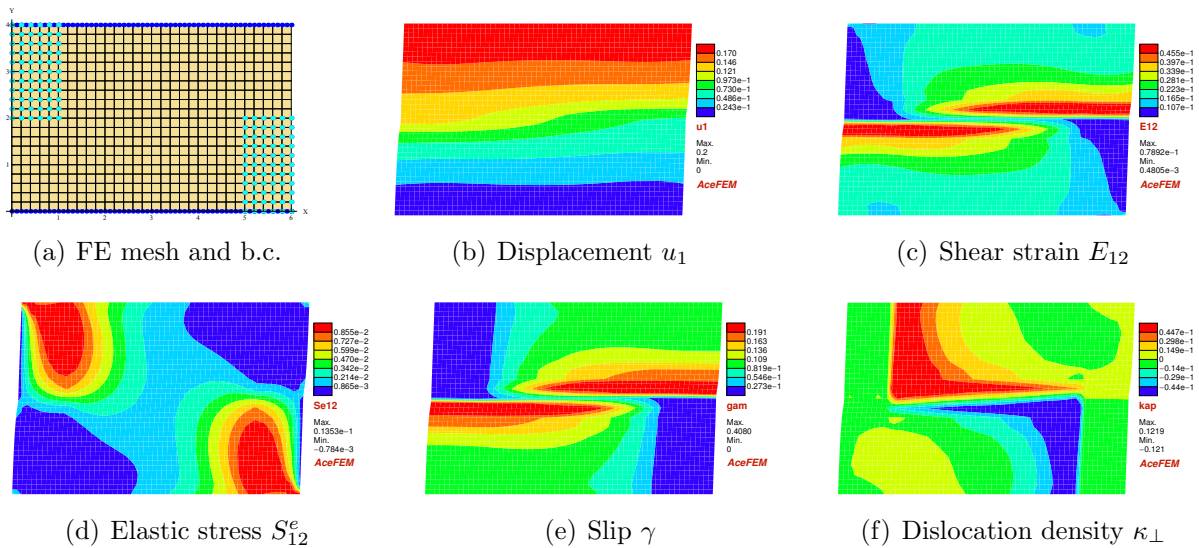 Y
4
3
2
1
1 2 3 4 5 6 X
(a) FE mesh and b.c.
0.170
0.146
0.121
0.973e−1
0.730e−1
0.486e−1
0.243e−1
u1
Max.
0.2
Min.
0
AceFEM
(b) Displacement u₁
0.455e−1
0.397e−1
0.339e−1
0.281e−1
0.223e−1
0.165e−1
0.107e−1
E12
Max.
0.7892e−1
Min.
0.4805e−3
AceFEM
(c) Shear strain E₁₂
0.855e−2
0.727e−2
0.599e−2
0.470e−2
0.342e−2
0.214e−2
0.865e−3
Se12
Max.
0.1353e−1
Min.
−0.784e−3
AceFEM
(d) Elastic stress Sᵉ₁₂
0.191
0.163
0.136
0.109
0.819e−1
0.546e−1
0.273e−1
gam
Max.
0.4080
Min.
0
AceFEM
(e) Slip γ
0.447e−1
0.298e−1
0.149e−1
0
−0.14e−1
−0.29e−1
−0.44e−1
kap
Max.
0.1219
Min.
−0.121
AceFEM
(f) Dislocation density κ⊥